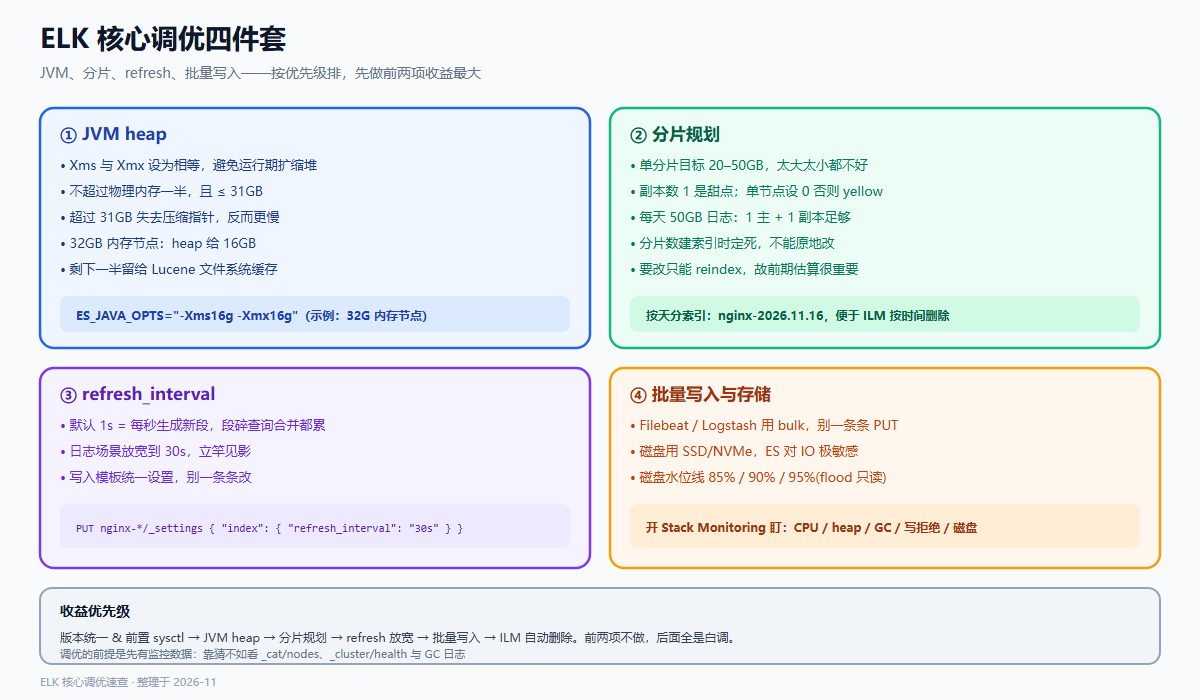 ELK 核心调优四件套
JVM、分片、refresh、批量写入——按优先级排，先做前两项收益最大
① JVM heap
• Xms 与 Xmx 设为相等，避免运行期扩缩堆
• 不超过物理内存一半，且 ≤ 31GB
• 超过 31GB 失去压缩指针，反而更慢
• 32GB 内存节点：heap 给 16GB
• 剩下一半留给 Lucene 文件系统缓存
ES_JAVA_OPTS="-Xms16g -Xmx16g"（示例：32G 内存节点）
② 分片规划
• 单分片目标 20–50GB，太大太小都不好
• 副本数 1 是甜点；单节点设 0 否则 yellow
• 每天 50GB 日志：1 主 + 1 副本足够
• 分片数建索引时定死，不能原地改
• 要改只能 reindex，故前期估算很重要
按天分索引：nginx-2026.11.16，便于 ILM 按时间删除
③ refresh_interval
• 默认 1s = 每秒生成新段，段碎查询合并都累
• 日志场景放宽到 30s，立竿见影
• 写入模板统一设置，别一条条改
PUT nginx-*/_settings { "index": { "refresh_interval": "30s" } }
④ 批量写入与存储
• Filebeat / Logstash 用 bulk，别一条条 PUT
• 磁盘用 SSD/NVMe，ES 对 IO 极敏感
• 磁盘水位线 85% / 90% / 95%(flood 只读)
开 Stack Monitoring 盯：CPU / heap / GC / 写拒绝 / 磁盘
收益优先级
版本统一 & 前置 sysctl → JVM heap → 分片规划 → refresh 放宽 → 批量写入 → ILM 自动删除。前两项不做，后面全是白调。
调优的前提是先有监控数据：靠猜不如看 _cat/nodes、_cluster/health 与 GC 日志
ELK 核心调优速查 · 整理于 2026-11